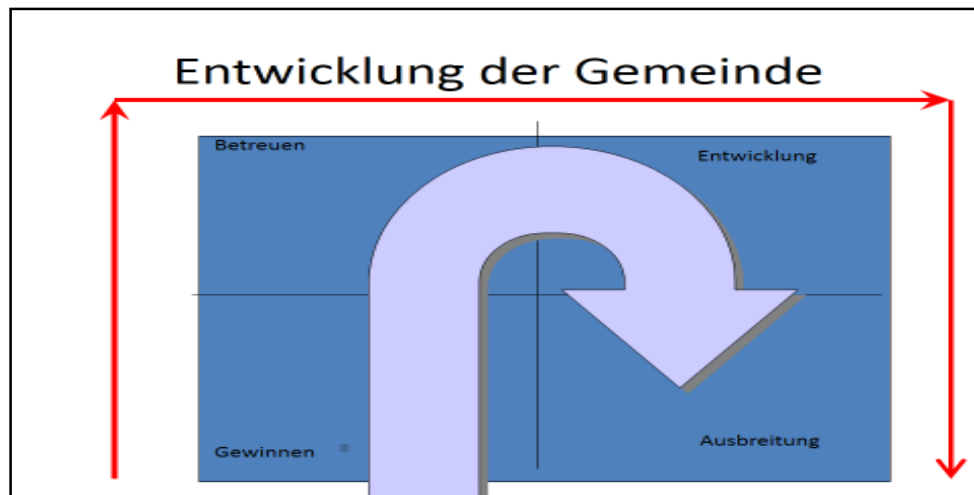 Entwicklung der Gemeinde
Betreuen
Entwicklung
Gewinnen
Ausbreitung